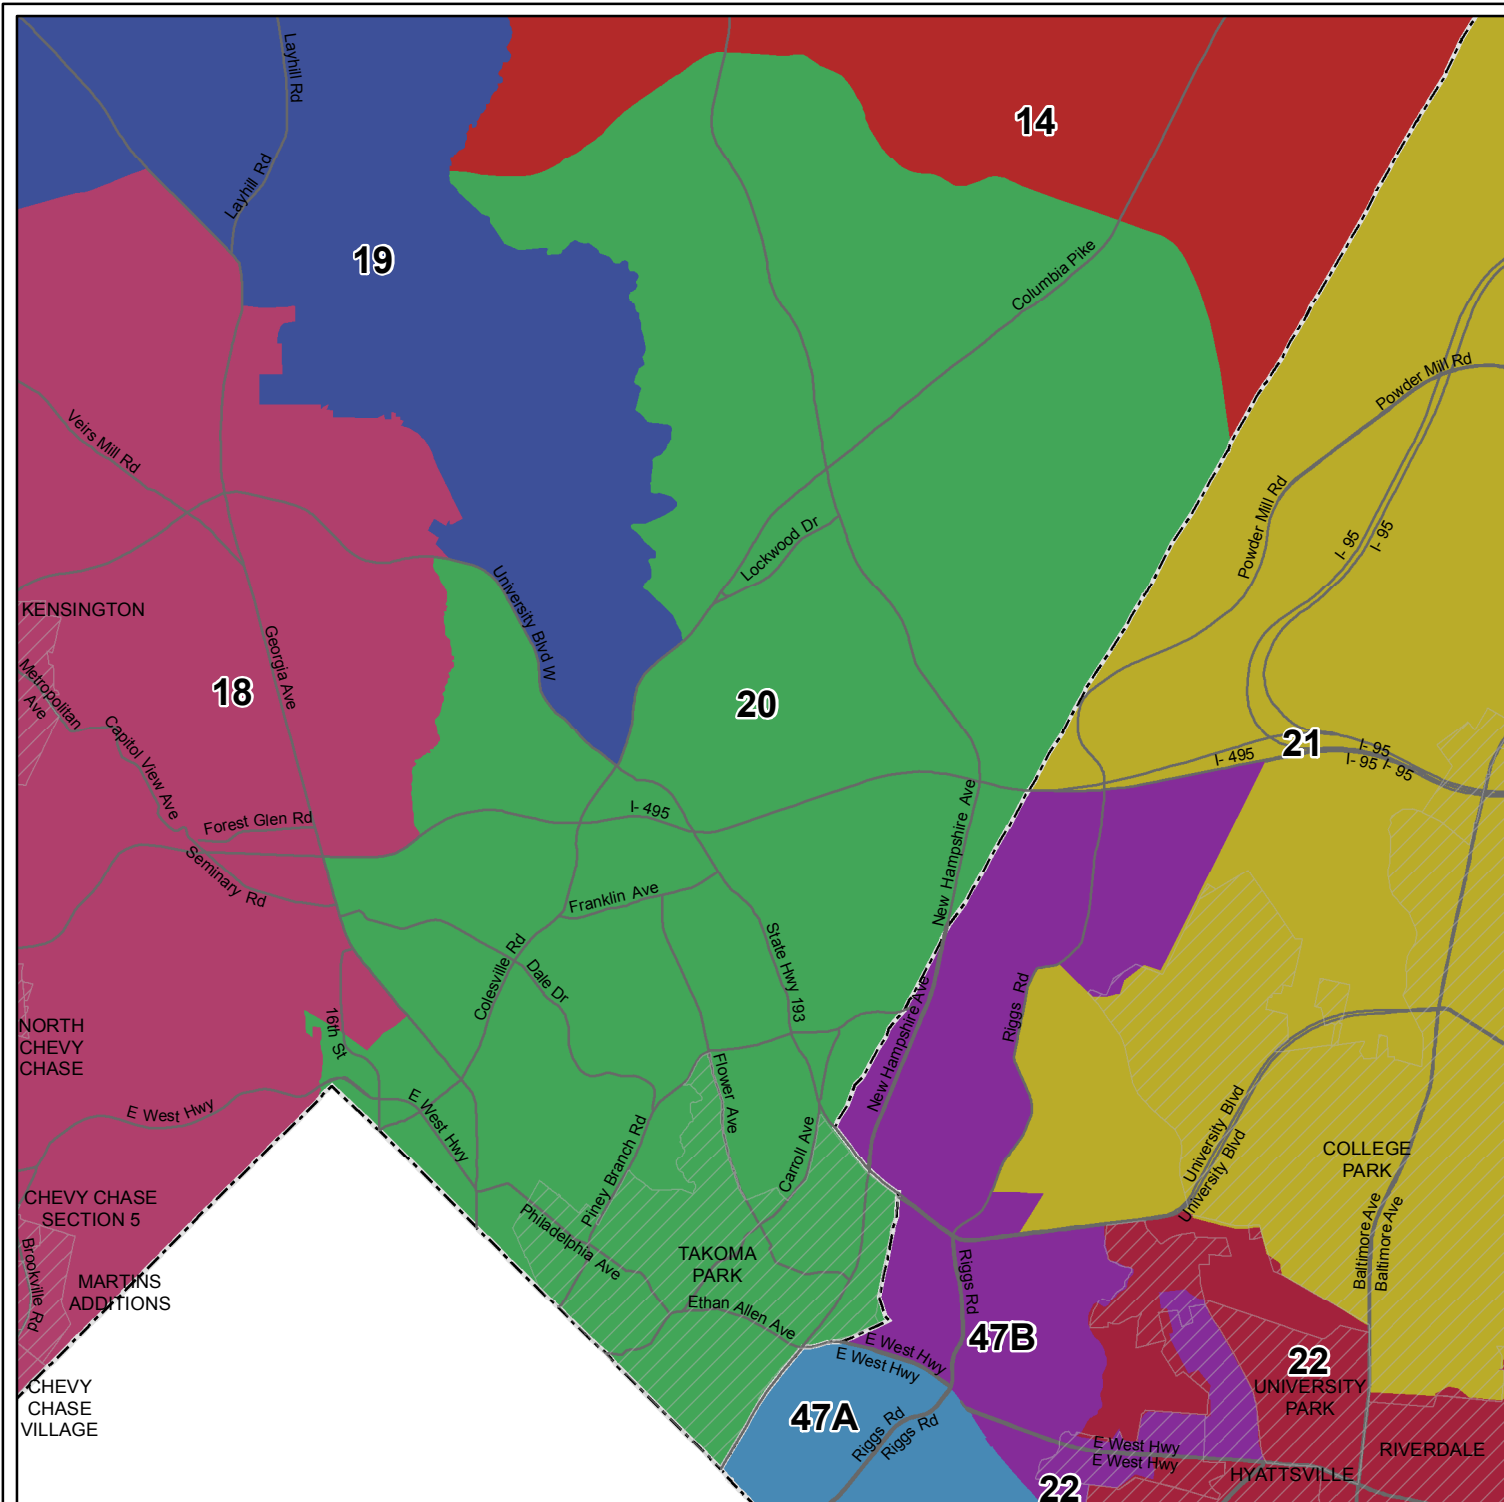 Layhill Rd
14
Layhill Rd
19
Columbia Pike
Powder Mill Rd
Veirs Mill Rd
Powder Mill Rd
I- 95
I- 95
Lockwood Dr
University Blvd W
KENSINGTON
Georgia Ave
Metropolitan
Ave
18
20
Capitol View Ave
21
I- 95
I- 495
I- 95
I- 95
I- 495
Forest Glen Rd
New Hampshire Ave
Seminary Rd
Franklin Ave
State Hwy 193
Colesville Rd
Dale Dr
New Hampshire Ave
Riggs Rd
16th St
NORTH
CHEVY
CHASE
Flower Ave
E West Hwy
E West Hwy
Piney Branch Rd
Carroll Ave
University Blvd
University Blvd
COLLEGE
PARK
CHEVY CHASE
SECTION 5
Philadelphia Ave
Baltimore Ave
Baltimore Ave
Brookville Rd
TAKOMA
PARK
MARTINS
ADDITIONS
Riggs Rd
Ethan Allen Ave
E West Hwy
E West Hwy
47B
22
UNIVERSITY
PARK
CHEVY
CHASE
VILLAGE
47A
Riggs Rd
Riggs Rd
E West Hwy
E West Hwy
RIVERDALE
HYATTSVILLE
22